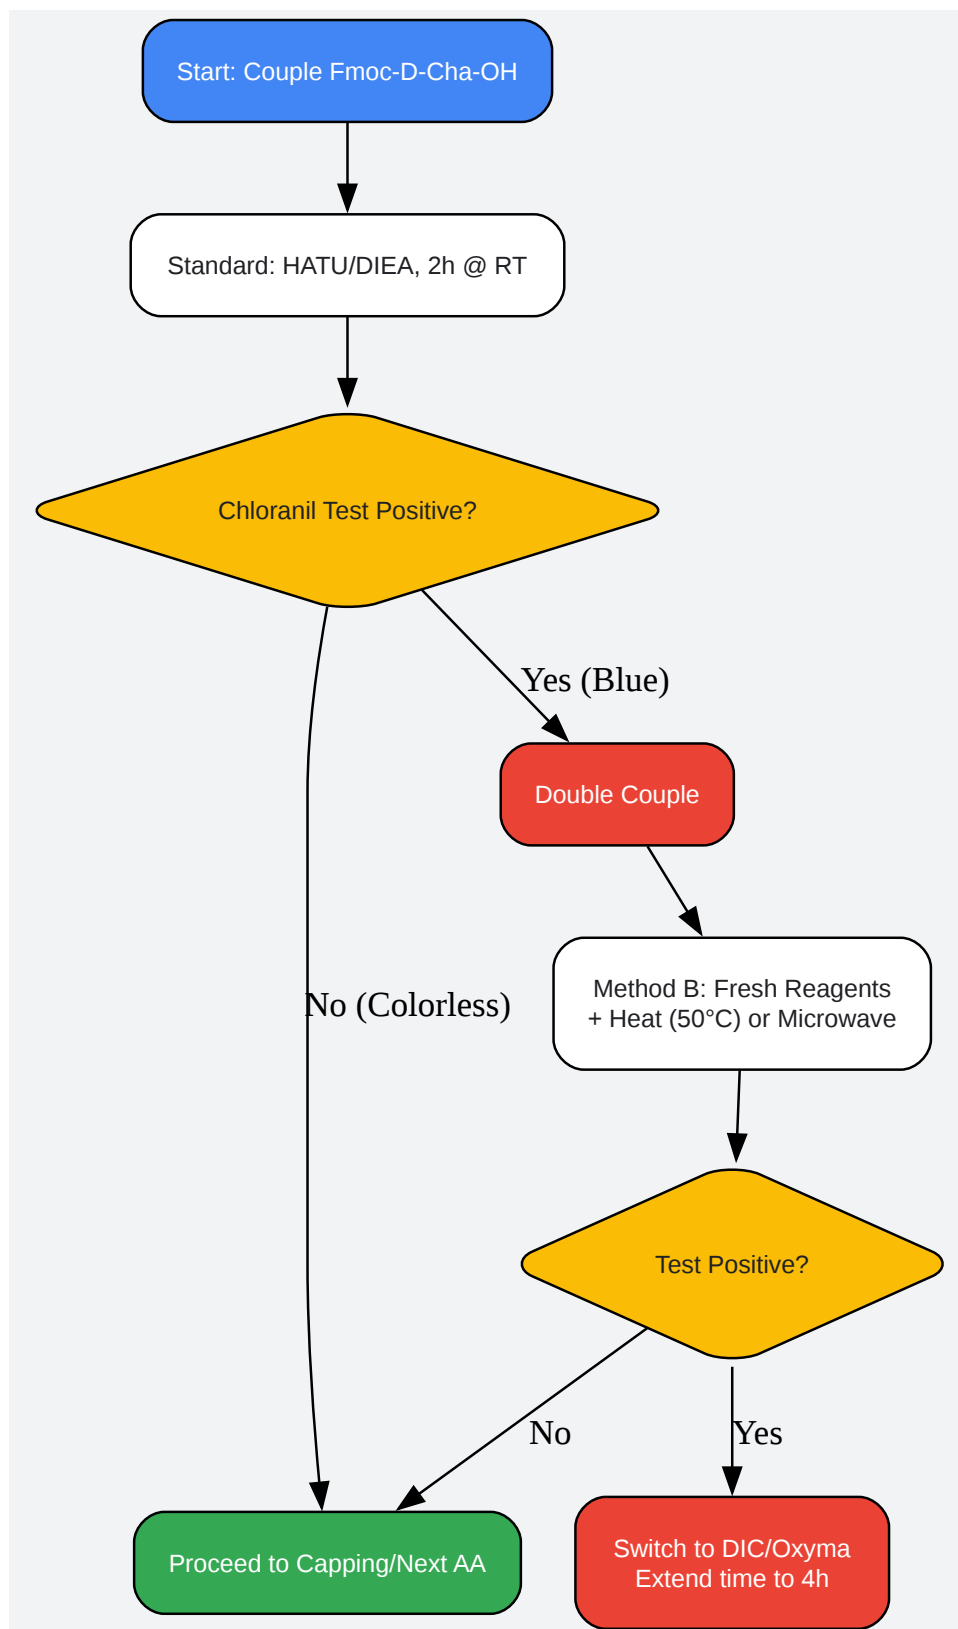 Start: Couple Fmoc-D-Cha-OH
Standard: HATU/DIEA, 2h @ RT
Chloranil Test Positive?
Yes (Blue)
Double Couple
Method B: Fresh Reagents
+ Heat (50°C) or Microwave
No (Colorless)
Test Positive?
No
Yes
Proceed to Capping/Next AA
Switch to DIC/Oxyma
Extend time to 4h